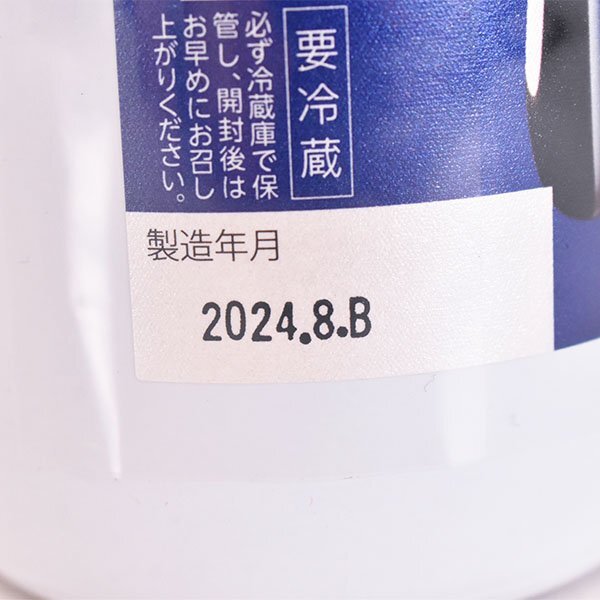 要冷蔵
必ず冷蔵庫で保
管し、開封後は
お早めにお召し
上がりください。
製造年月
2024.8.B